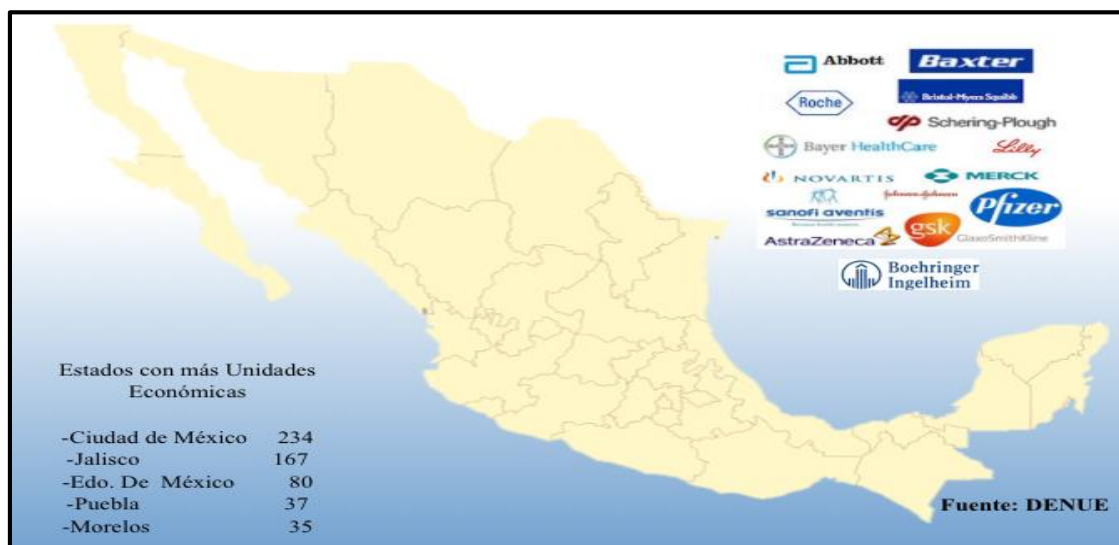 Abbott
Baxter
Roche
Bristol-Myers Squibb
Schering-Plough
Bayer HealthCare
Lilly
NOVARTIS
MERCK
Johnson & Johnson
Pfizer
sanofi aventis
gsk
AstraZeneca
GlaxoSmithKline
Boehringer
Ingelheim
Estados con más Unidades
Económicas
-Ciudad de México 234
-Jalisco 167
-Edo. De México 80
-Puebla 37
-Morelos 35
Fuente: DENUE